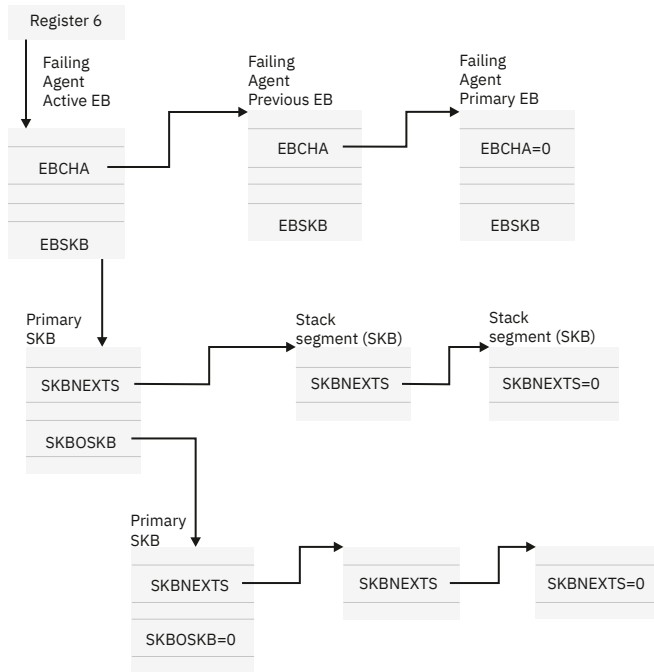 Register 6
Failing
Agent
Active EB
Failing
Agent
Previous EB
Failing
Agent
Primary EB
EBCHA
EBCHA
EBCHA=0
EBSKB
EBSKB
EBSKB
Primary
SKB
Stack
segment (SKB)
Stack
segment (SKB)
SKBNEXTS
SKBNEXTS
SKBNEXTS=0
SKBOSKB
Primary
SKB
SKBNEXTS
SKBNEXTS
SKBNEXTS=0
SKBOSKB=0